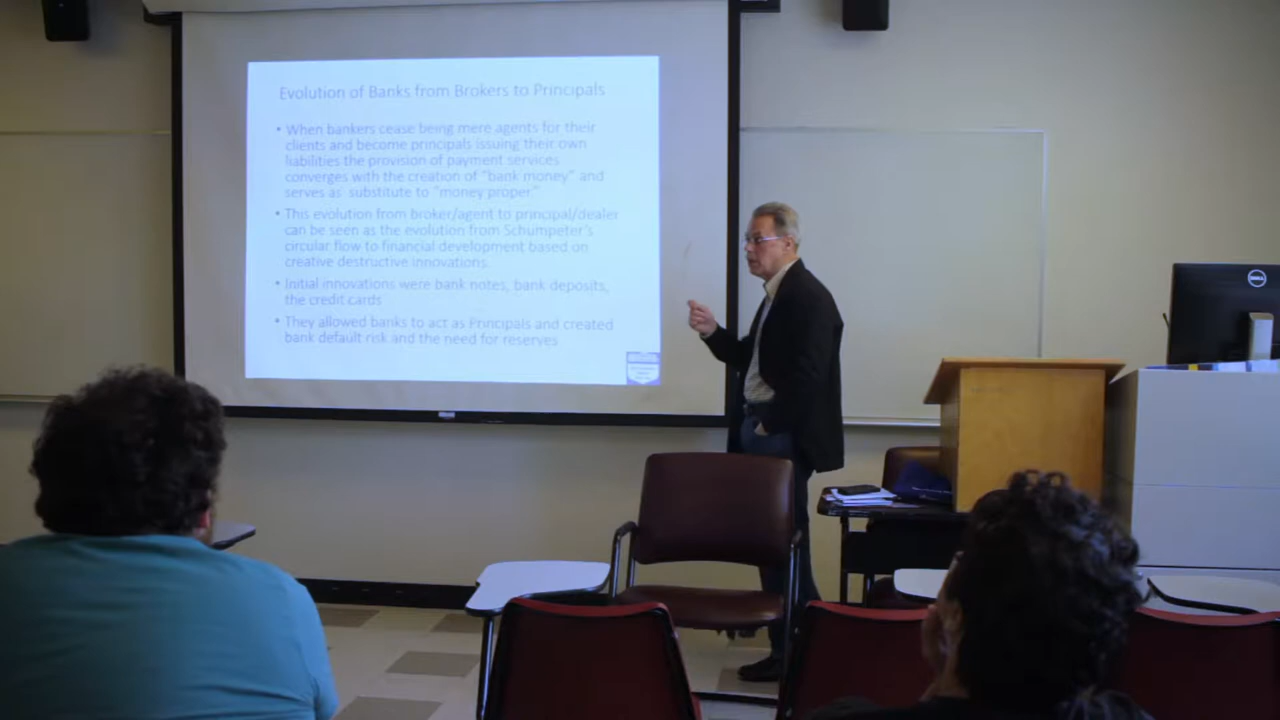 Evolution of Banks from Brokers to Principals
• When bankers cease being mere agents for their
clients and become principals issuing their own
liabilities the provision of payment services
converges with the creation of "bank money" and
serves as substitute to "money proper."
• This evolution from broker/agent to principal/dealer
can be seen as the evolution from Schumpeter's
circular flow to financial development based on
creative destructive innovations.
• Initial innovations were bank notes, bank deposits,
the credit cards
• They allowed banks to act as Principals and created
bank default risk and the need for reserves
DELL